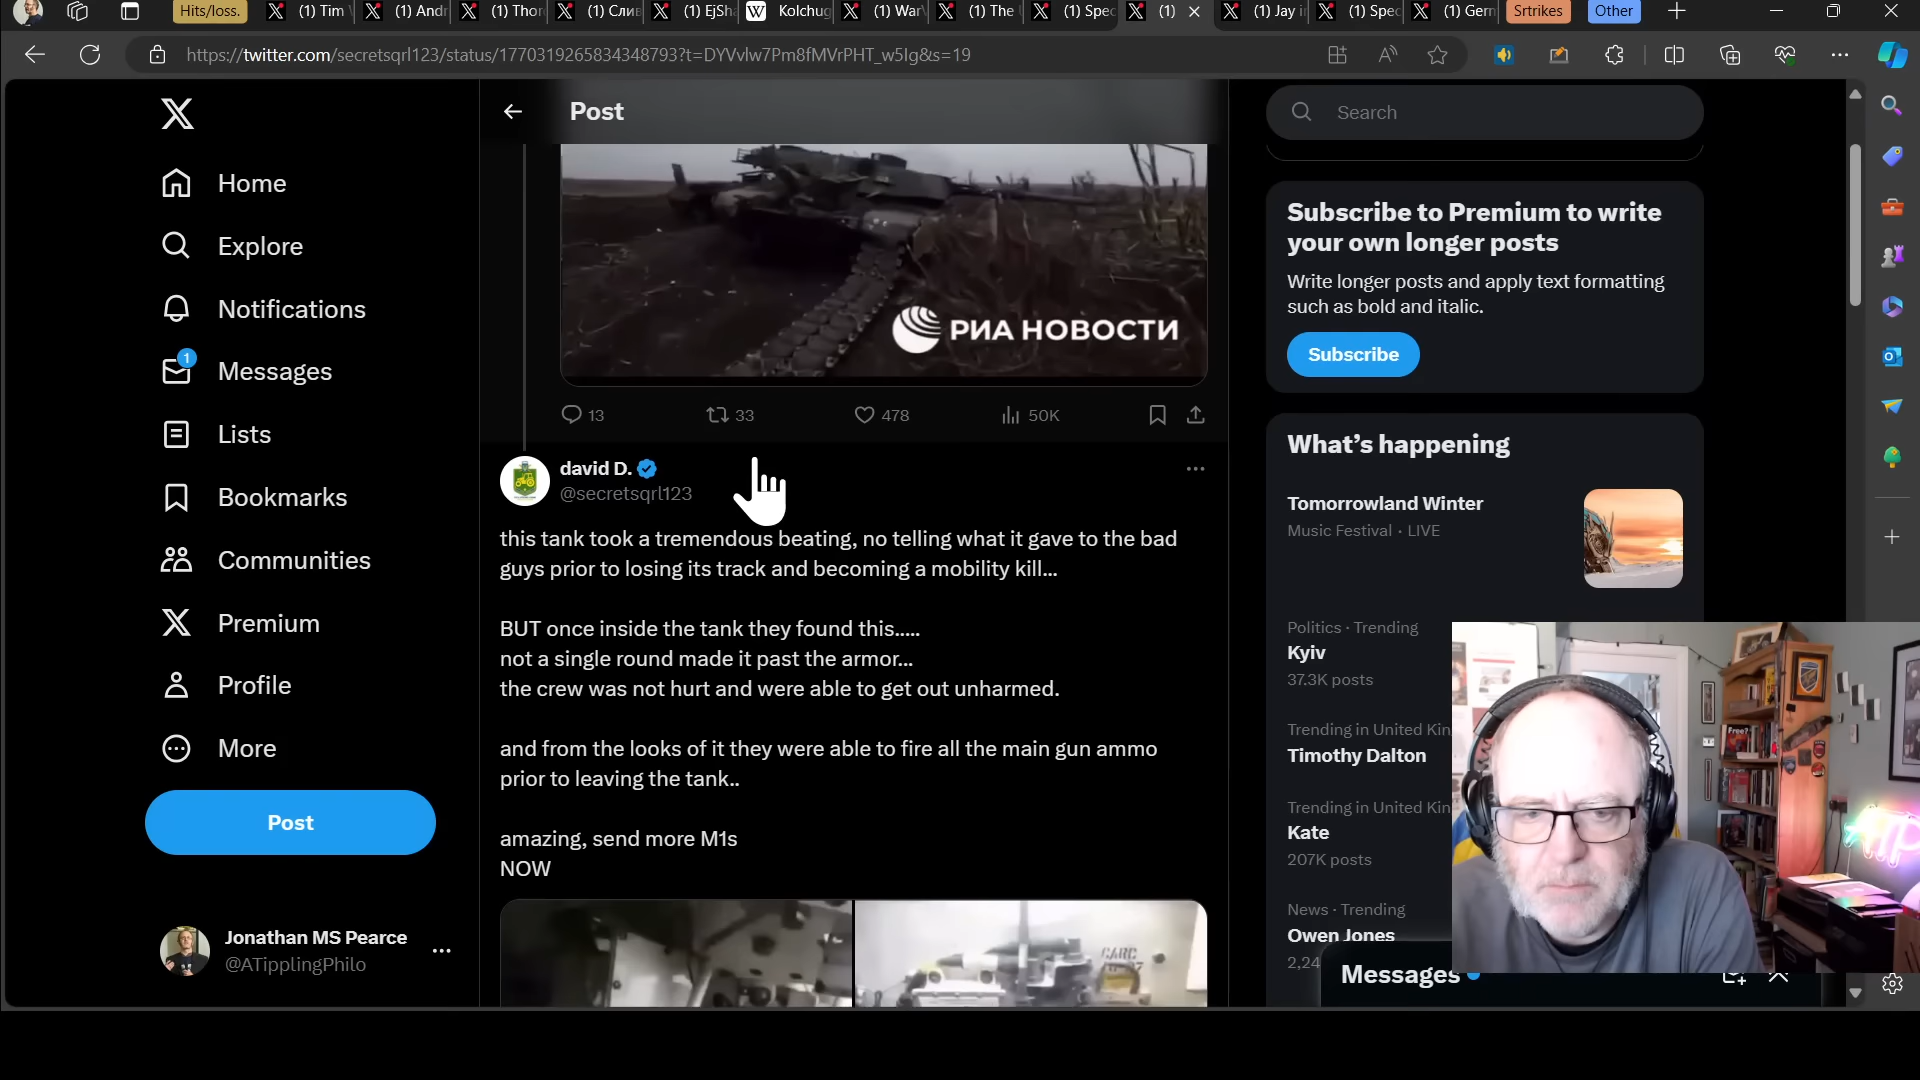 Hits/loss.
(1) Tim
(1) Andr
(1) Thor
(1) Слив
(1) EjSha
Kolchug
(1) War
(1) The
(1) Spec
(1)
(1) Jay i
(1) Spec
(1) Germ
Srtrikes
Other
https://twitter.com/secretsqrl123/status/1770319265834348793?t=DYVvlw7Pm8fMVrPHT_w5Ig&s=19
Home
Explore
Notifications
1
Messages
Lists
Bookmarks
Communities
Premium
Profile
More
Post
Jonathan MS Pearce
@ATipplingPhilo
Post
РИА НОВОСТИ
13 33 478 50K
david D.
@secretsqrl123
this tank took a tremendous beating, no telling what it gave to the bad
guys prior to losing its track and becoming a mobility kill...
BUT once inside the tank they found this.....
not a single round made it past the armor...
the crew was not hurt and were able to get out unharmed.
and from the looks of it they were able to fire all the main gun ammo
prior to leaving the tank..
amazing, send more M1s
NOW
CARC
Search
Subscribe to Premium to write
your own longer posts
Write longer posts and apply text formatting
such as bold and italic.
Subscribe
What's happening
Tomorrowland Winter
Music Festival · LIVE
Politics · Trending
Kyiv
37.3K posts
Trending in United Kin
Timothy Dalton
Trending in United Kin
Kate
207K posts
News · Trending
Owen Jones
2,24
Messages
Free?